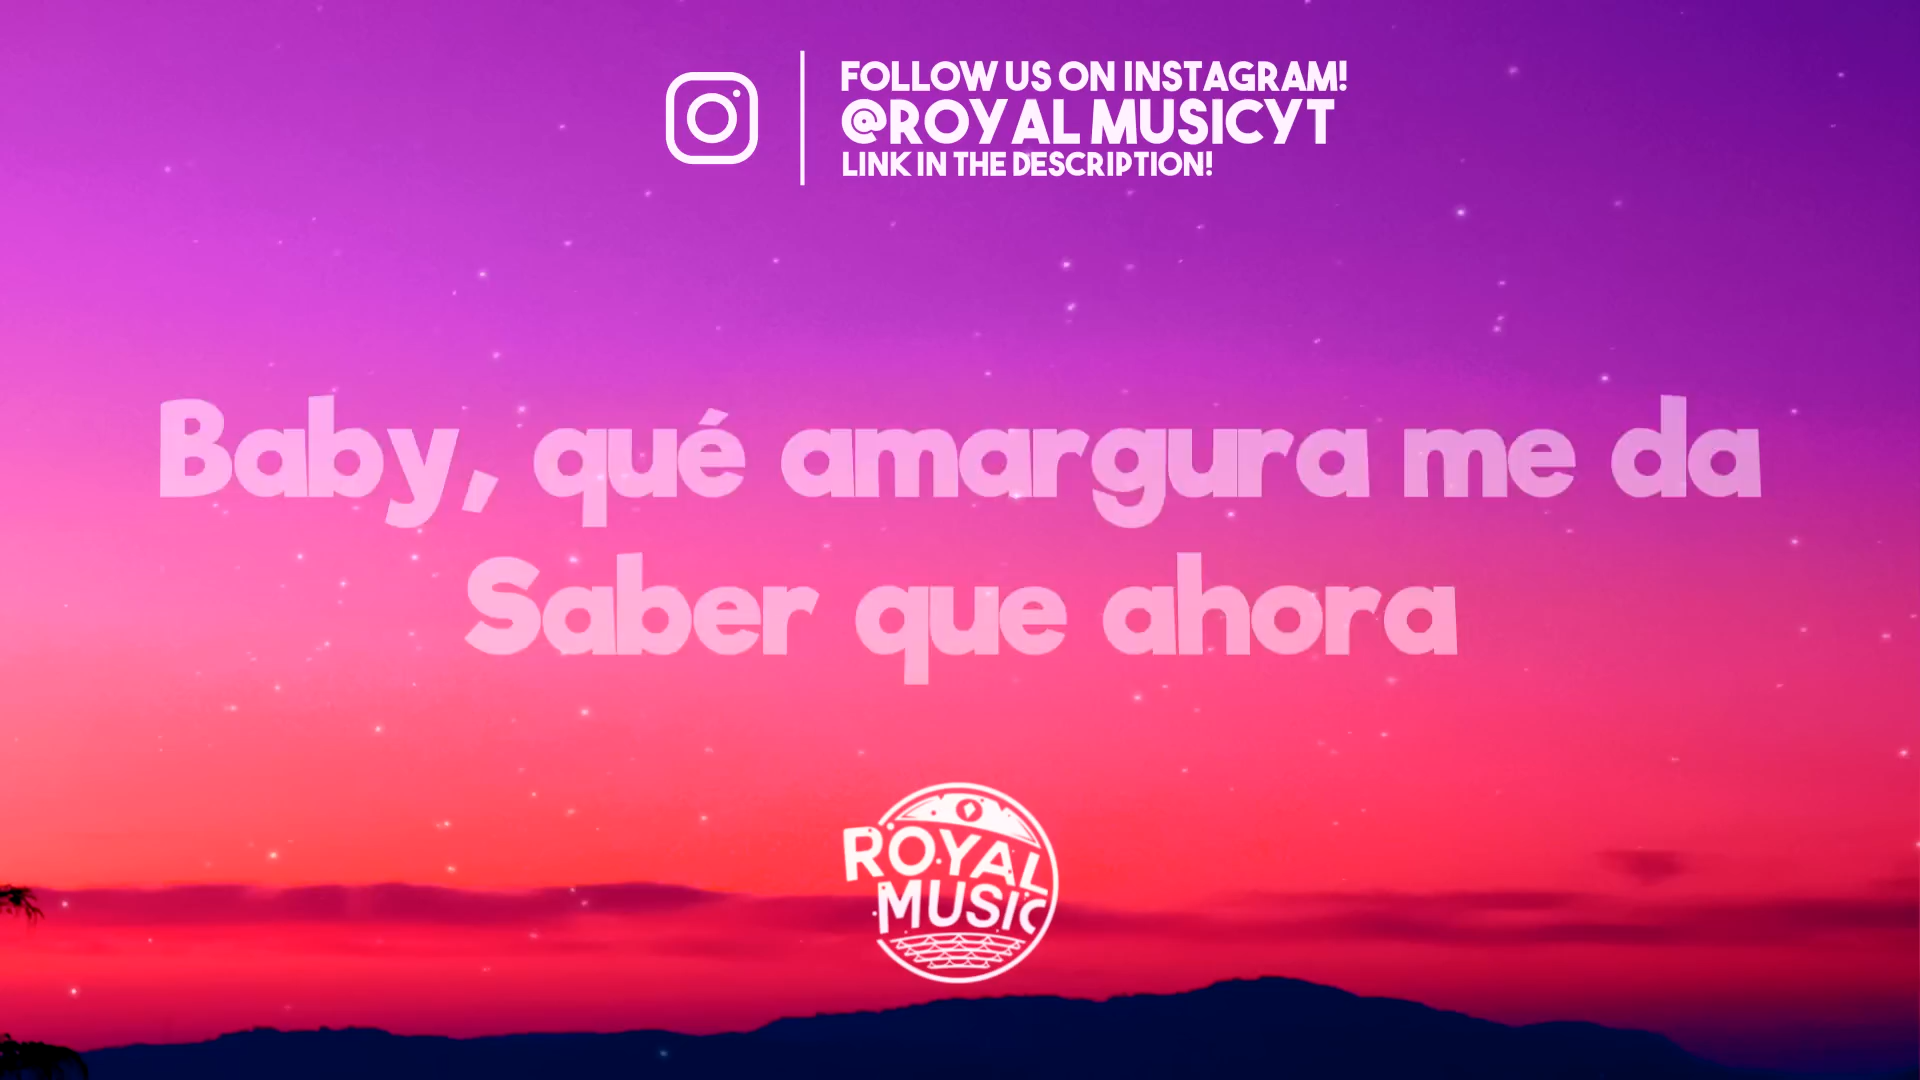 FOLLOW US ON INSTAGRAM!
@ROYAL MUSICYT
LINK IN THE DESCRIPTION!
Baby, qué amargura me da
Saber que ahora
ROYAL
MUSIC